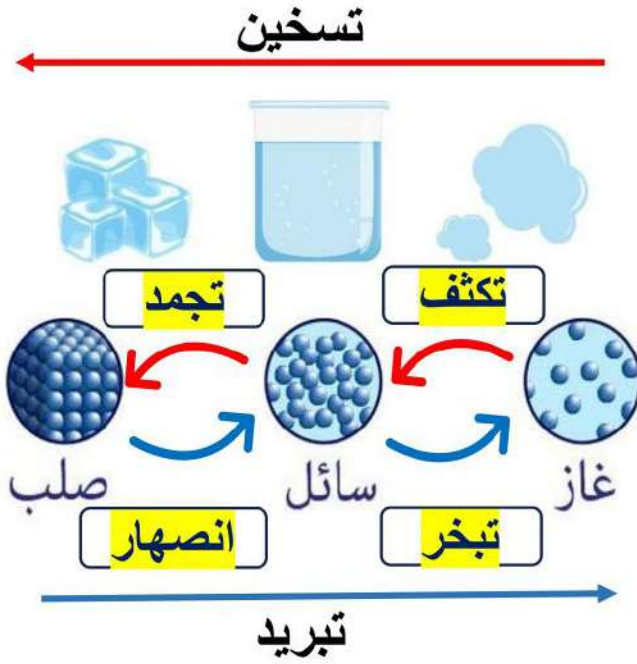 تسخين
تكثف
تجمد
غاز
سائل
صلب
تبخر
انصهار
تبريد